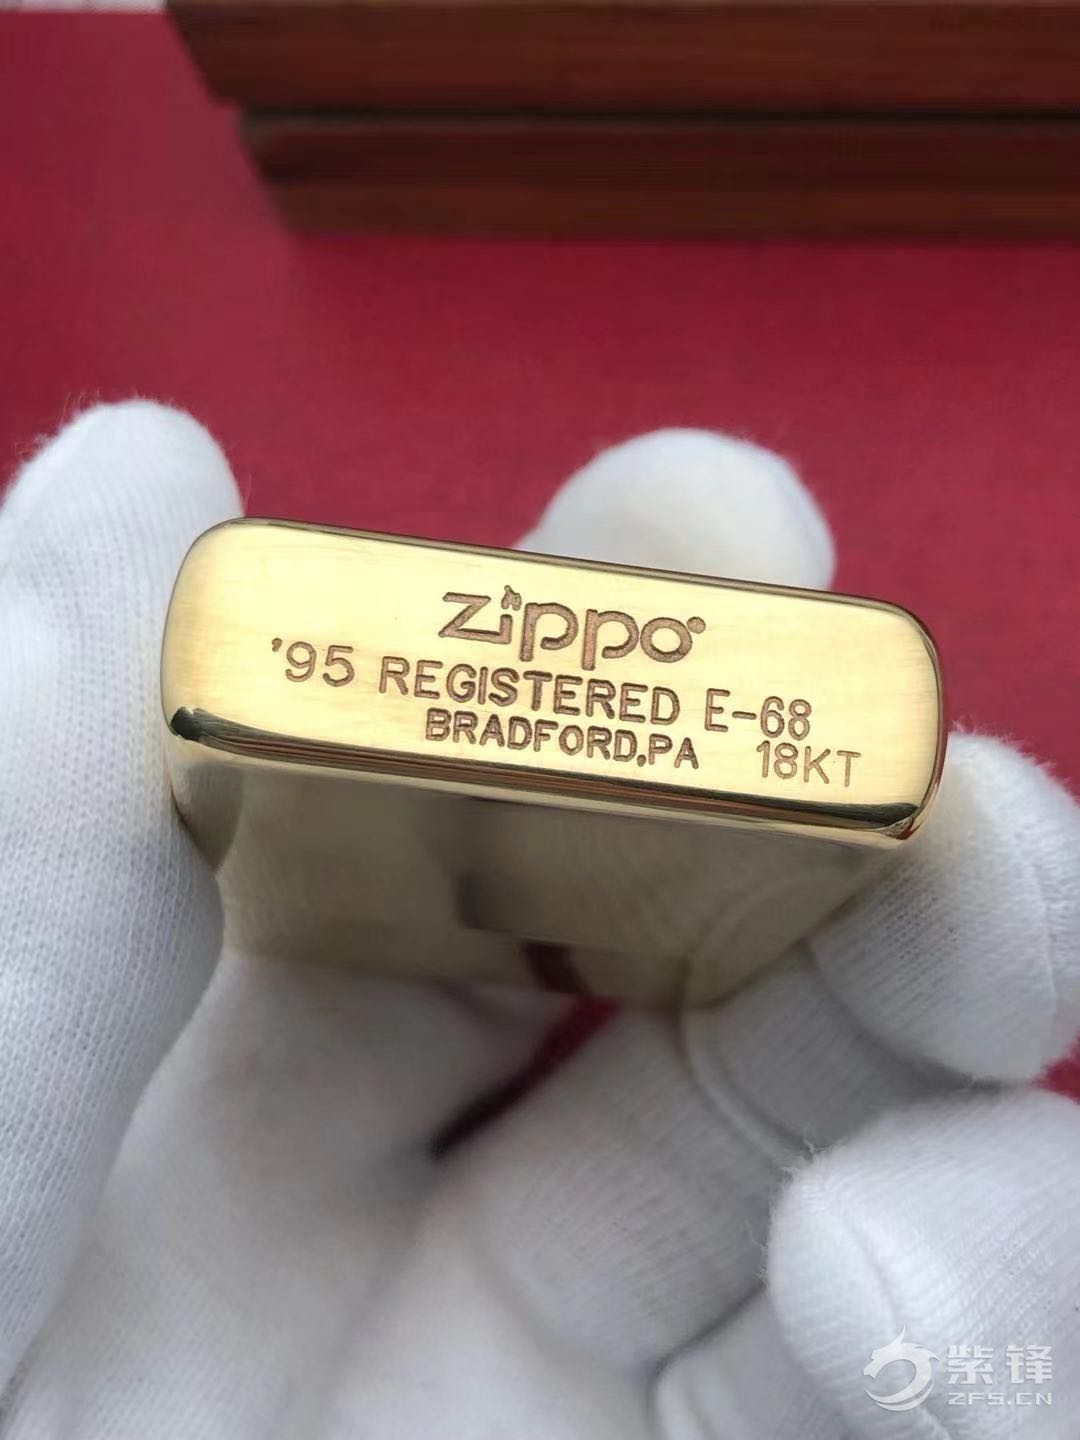 Zippo®
'95 REGISTERED E-68
BRADFORD,PA 18KT
紫锋
ZFS.CN